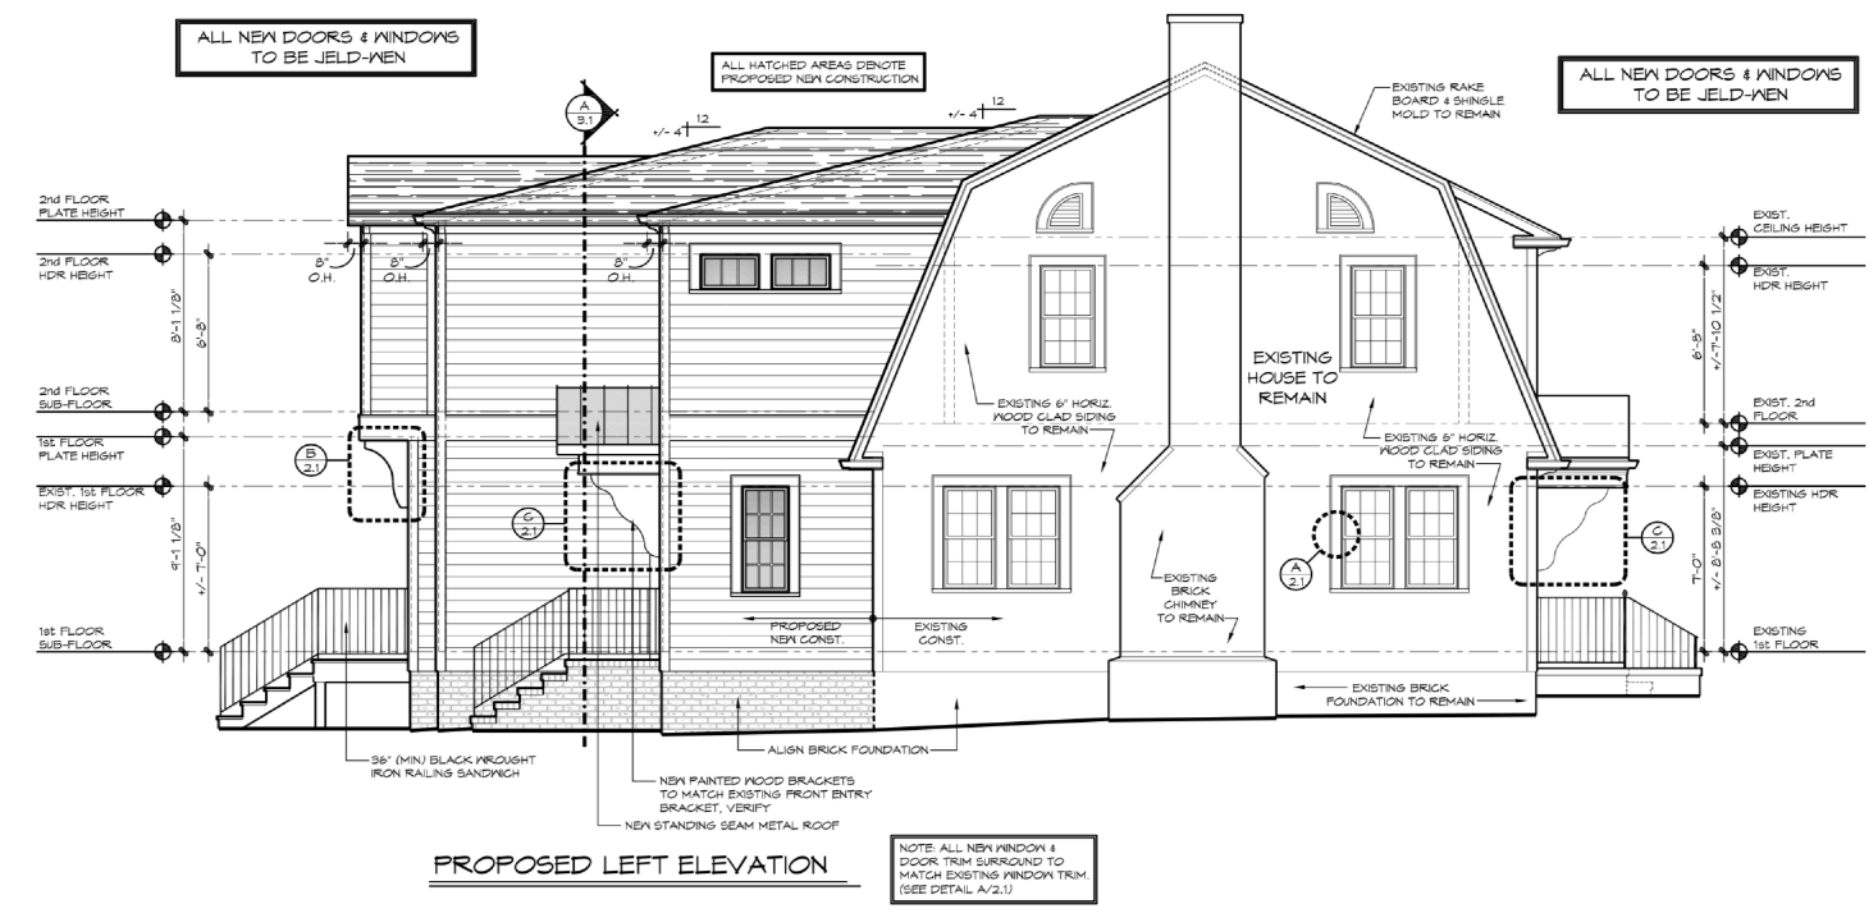 ALL NEW DOORS & WINDOWS
TO BE JELD-WEN
ALL HATCHED AREAS DENOTE
PROPOSED NEW CONSTRUCTION
ALL NEW DOORS & WINDOWS
TO BE JELD-WEN
A
3.1
12
+/- 4
12
+/- 4
EXISTING RAKE
BOARD & SHINGLE
MOLD TO REMAIN
2nd FLOOR
PLATE HEIGHT
2nd FLOOR
HDR HEIGHT
8'-1 1/8"
6'-8"
2nd FLOOR
SUB-FLOOR
1st FLOOR
PLATE HEIGHT
EXIST. 1st FLOOR
HDR HEIGHT
9'-1 1/8"
+/- 7'-0"
1st FLOOR
SUB-FLOOR
8"
O.H.
8"
O.H.
8"
O.H.
B
2.1
C
2.1
EXISTING
HOUSE TO
REMAIN
EXISTING 6" HORIZ.
WOOD CLAD SIDING
TO REMAIN
EXISTING 6" HORIZ.
WOOD CLAD SIDING
TO REMAIN
EXISTING
BRICK
CHIMNEY
TO REMAIN
A
2.1
C
2.1
PROPOSED
NEW CONST.
EXISTING
CONST.
EXISTING BRICK
FOUNDATION TO REMAIN
EXIST.
CEILING HEIGHT
EXIST.
HDR HEIGHT
6'-8"
+/-7'-10 1/2"
EXIST. 2nd
FLOOR
EXIST. PLATE
HEIGHT
EXISTING HDR
HEIGHT
7'-0"
+/- 8'-8 3/8"
EXISTING
1st FLOOR
ALIGN BRICK FOUNDATION
36" (MIN) BLACK WROUGHT
IRON RAILING SANDWICH
NEW PAINTED WOOD BRACKETS
TO MATCH EXISTING FRONT ENTRY
BRACKET, VERIFY
NEW STANDING SEAM METAL ROOF
PROPOSED LEFT ELEVATION
NOTE: ALL NEW WINDOW &
DOOR TRIM SURROUND TO
MATCH EXISTING WINDOW TRIM.
(SEE DETAIL A/2.1)